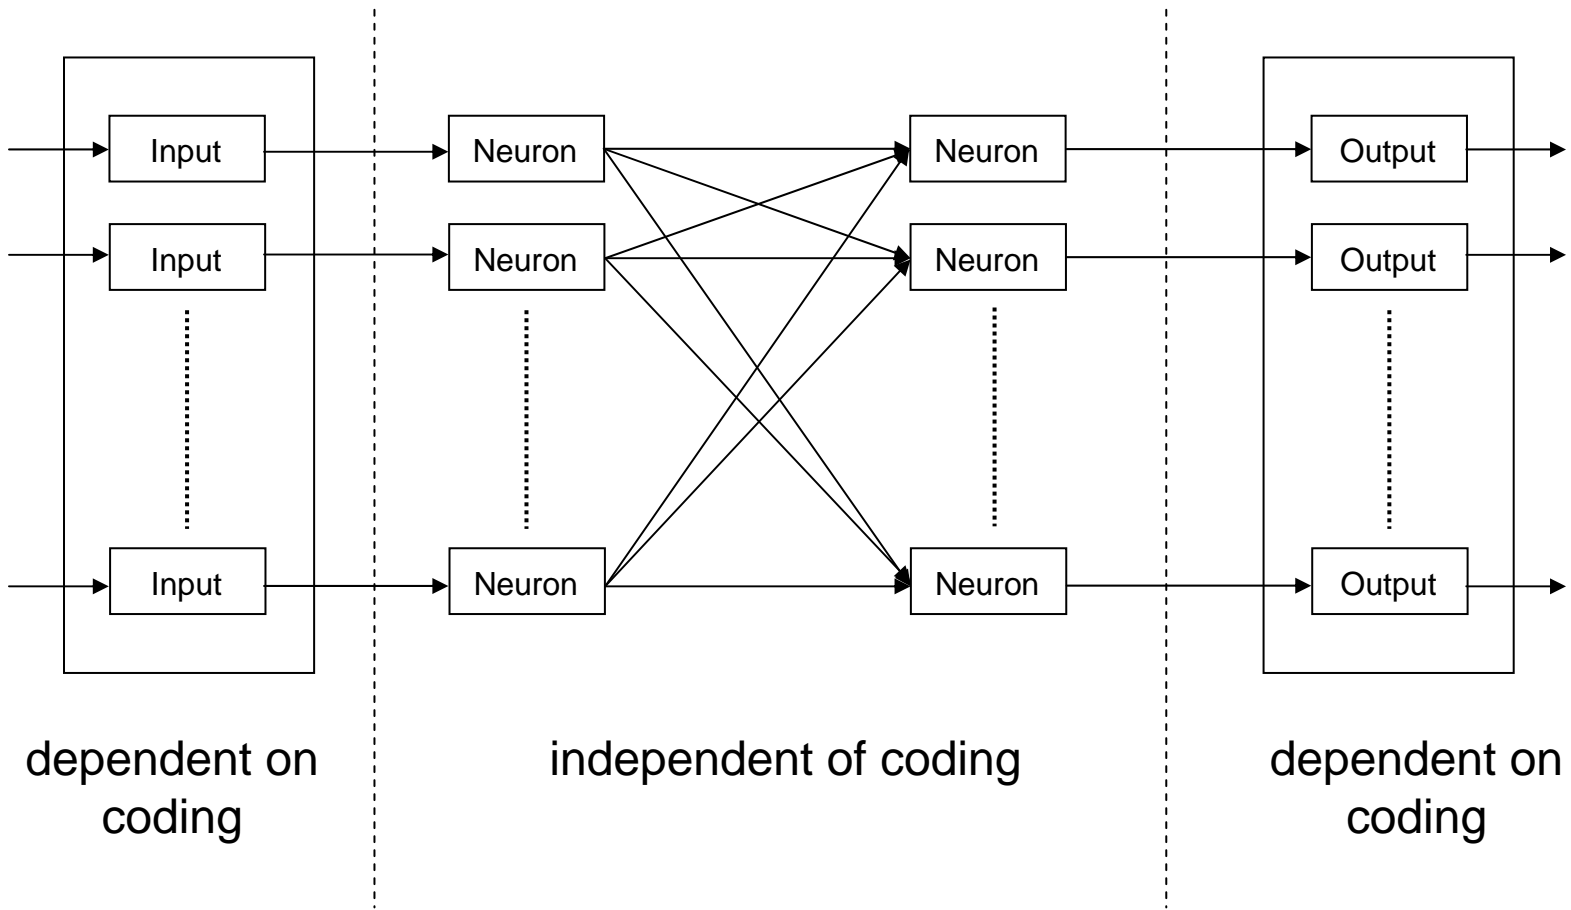 Input
Neuron
Neuron
Output
Input
Neuron
Neuron
Output
Input
Neuron
Neuron
Output
dependent on
coding
independent of coding
dependent on
coding